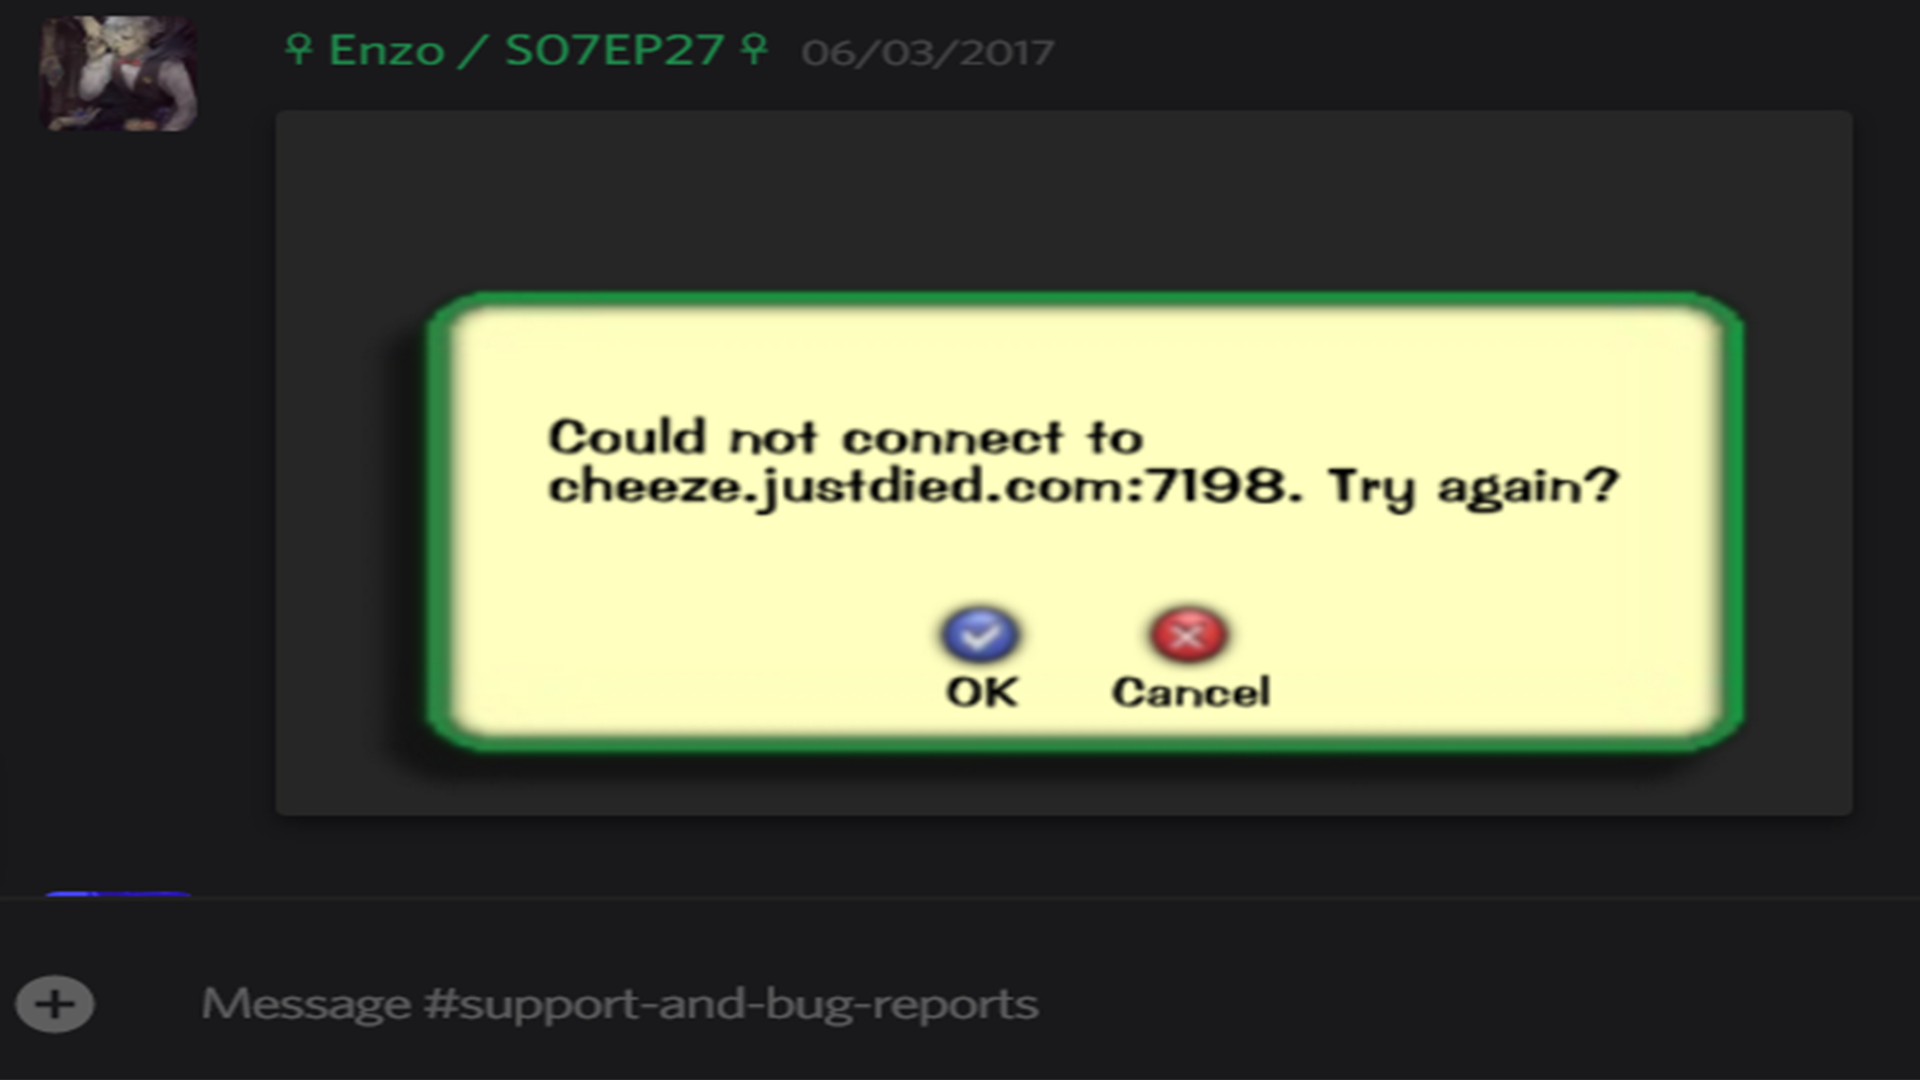 ♀ Enzo / S07EP27 ♀ 06/03/2017
Could not connect to
cheeze.justdied.com:7198. Try again?
OK Cancel
Message #support-and-bug-reports